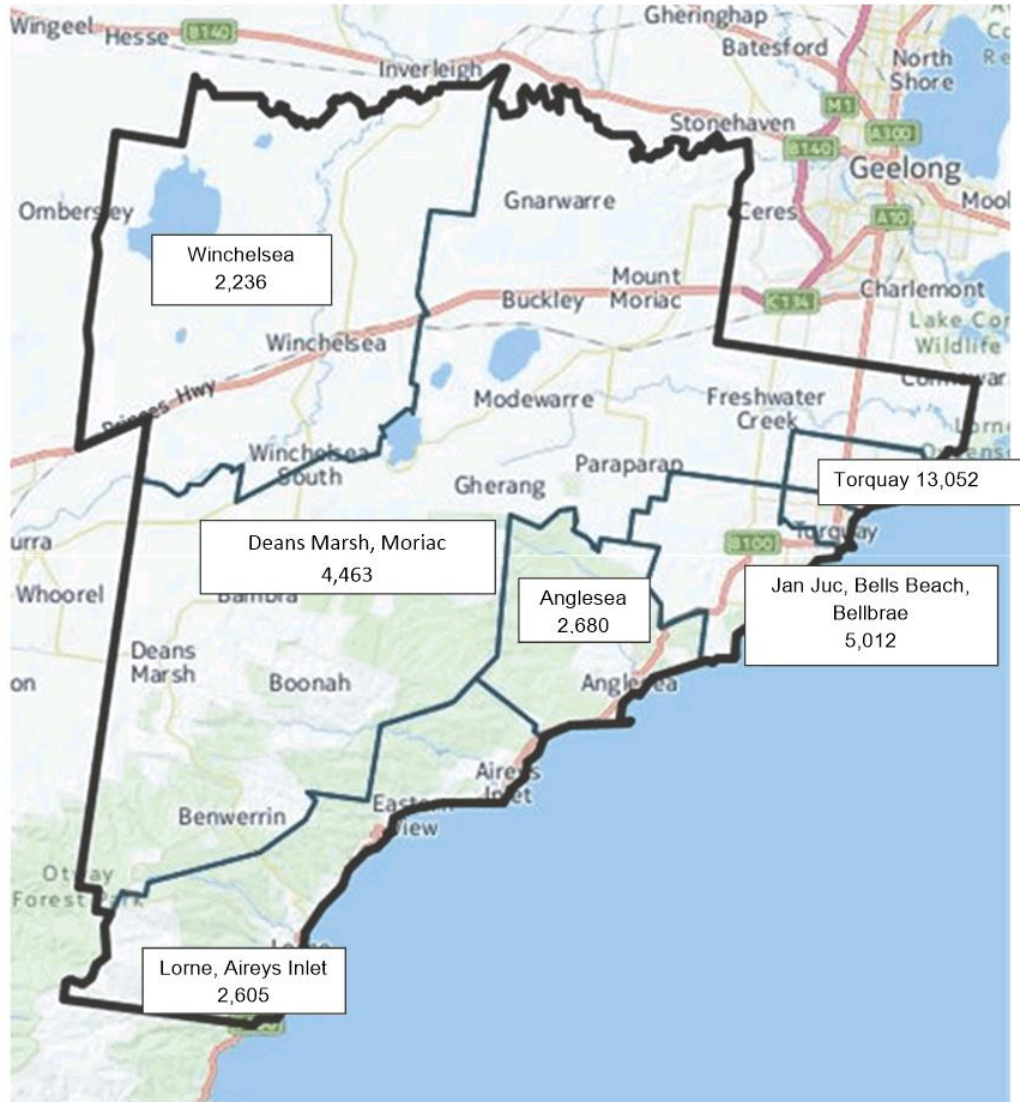 Wingeel
Hesse
B140
Gheringhap
Batesford
North
Shore
Inverleigh
M1
Stonehaven
A300
B140
Geelong
Ombersley
Gnarwarre
Ceres
A10
Winchelsea
2,236
Mount
Moriac
Buckley
C134
Charlemont
Winchelsea
Lake Con
Wildlife
Princes Hwy
Modewarre
Freshwater
Creek
Winchelsea
South
Paraparap
Gherang
Torquay 13,052
Torquay
B100
urra
Deans Marsh, Moriac
4,463
Whoorel
Bambra
Anglesea
2,680
Jan Juc, Bells Beach,
Bellbrae
5,012
Deans
Marsh
on
Boonah
Anglesea
Aireys
Inlet
Eastern
View
Benwerrin
Otway
Forest Park
Lorne, Aireys Inlet
2,605